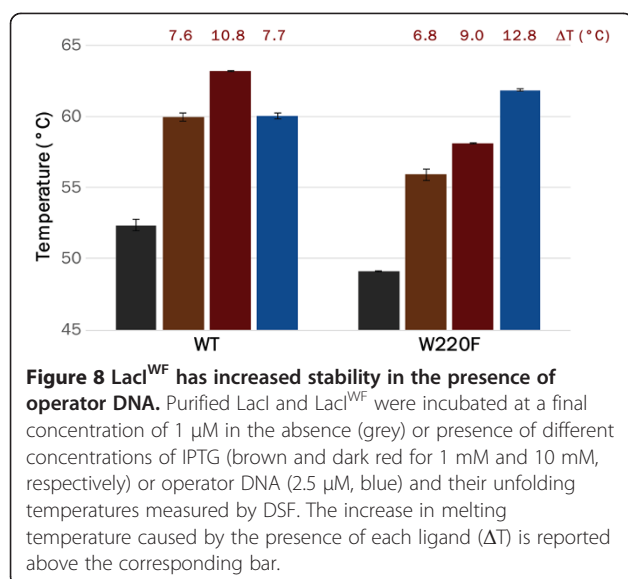 7.6 10.8 7.7 6.8 9.0 12.8 ΔT (°C)
65
60
55
50
45
Temperature (°C)
WT W220F
Figure 8 LacI^WF has increased stability in the presence of
operator DNA. Purified LacI and LacI^WF were incubated at a final
concentration of 1 μM in the absence (grey) or presence of different
concentrations of IPTG (brown and dark red for 1 mM and 10 mM,
respectively) or operator DNA (2.5 μM, blue) and their unfolding
temperatures measured by DSF. The increase in melting
temperature caused by the presence of each ligand (ΔT) is reported
above the corresponding bar.